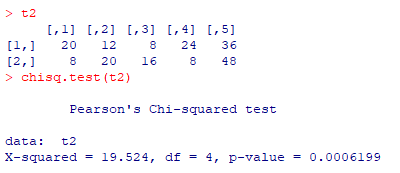 > t2
     [,1] [,2] [,3] [,4] [,5]
[1,]   20   12    8   24   36
[2,]    8   20   16    8   48
> chisq.test(t2)
        Pearson's Chi-squared test
data:  t2
X-squared = 19.524, df = 4, p-value = 0.0006199